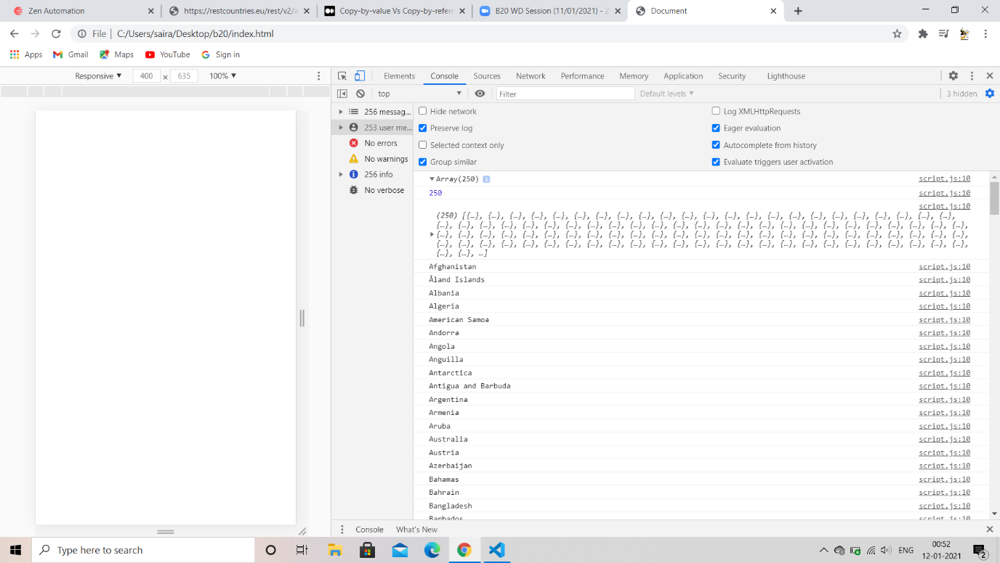 Zen Automation
https://restcountries.eu/rest/v2/a
Copy-by-value Vs Copy-by-refere
B20 WD Session (11/01/2021) - Z
Document
File | C:/Users/saira/Desktop/b20/index.html
Apps Gmail Maps YouTube Sign in
Responsive ▼ 400 x 635 100% ▼
Elements Console Sources Network Performance Memory Application Security Lighthouse
top Filter Default levels ▼ 3 hidden
256 messag...
253 user me...
No errors
No warnings
256 info
No verbose
Hide network Log XMLHttpRequests
Preserve log Eager evaluation
Selected context only Autocomplete from history
Group similar Evaluate triggers user activation
▼Array(250) i script.js:10
250 script.js:10
script.js:10
(250) [{…}, {…}, {…}, {…}, {…}, {…}, {…}, {…}, {…}, {…}, {…}, {…}, {…}, {…}, {…}, {…}, {…}, {…}, {…}, {…}, {…}, {…}, {…},
{…}, {…}, {…}, {…}, {…}, {…}, {…}, {…}, {…}, {…}, {…}, {…}, {…}, {…}, {…}, {…}, {…}, {…}, {…}, {…}, {…}, {…}, {…}, {…}, {…},
{…}, {…}, {…}, {…}, {…}, {…}, {…}, {…}, {…}, {…}, {…}, {…}, {…}, {…}, {…}, {…}, {…}, {…}, {…}, {…}, {…}, {…}, {…}, {…}, {…},
{…}, {…}, {…}, {…}, {…}, {…}, {…}, {…}, {…}, {…}, {…}, {…}, {…}, {…}, {…}, {…}, {…}, {…}, {…}, {…}, {…}, {…}, {…}, {…}, {…},
{…}, {…}, …]
Afghanistan script.js:10
Åland Islands script.js:10
Albania script.js:10
Algeria script.js:10
American Samoa script.js:10
Andorra script.js:10
Angola script.js:10
Anguilla script.js:10
Antarctica script.js:10
Antigua and Barbuda script.js:10
Argentina script.js:10
Armenia script.js:10
Aruba script.js:10
Australia script.js:10
Austria script.js:10
Azerbaijan script.js:10
Bahamas script.js:10
Bahrain script.js:10
Bangladesh script.js:10
Barbados script.js:10
Console What's New
Type here to search
ENG
00:52
12-01-2021
2